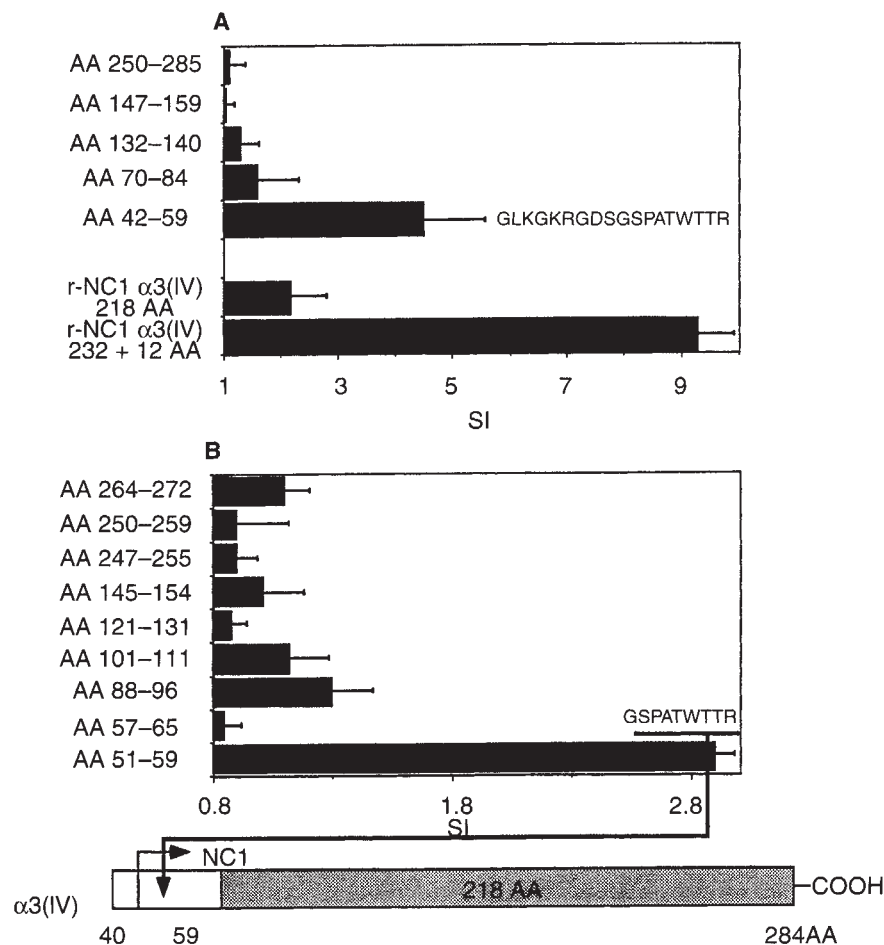 A
AA 250–285
AA 147–159
AA 132–140
AA 70–84
AA 42–59
GLKGKRGDSGSPATWTTR
r-NC1 α3(IV)
218 AA
r-NC1 α3(IV)
232 + 12 AA
1 3 5 7 9
SI
B
AA 264–272
AA 250–259
AA 247–255
AA 145–154
AA 121–131
AA 101–111
AA 88–96
AA 57–65
GSPATWTTR
AA 51–59
0.8 1.8 2.8
SI
NC1
α3(IV)
218 AA
COOH
40 59 284AA